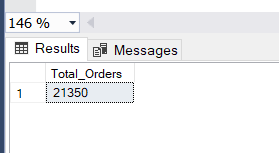 146 %
Results Messages
Total_Orders
1 21350